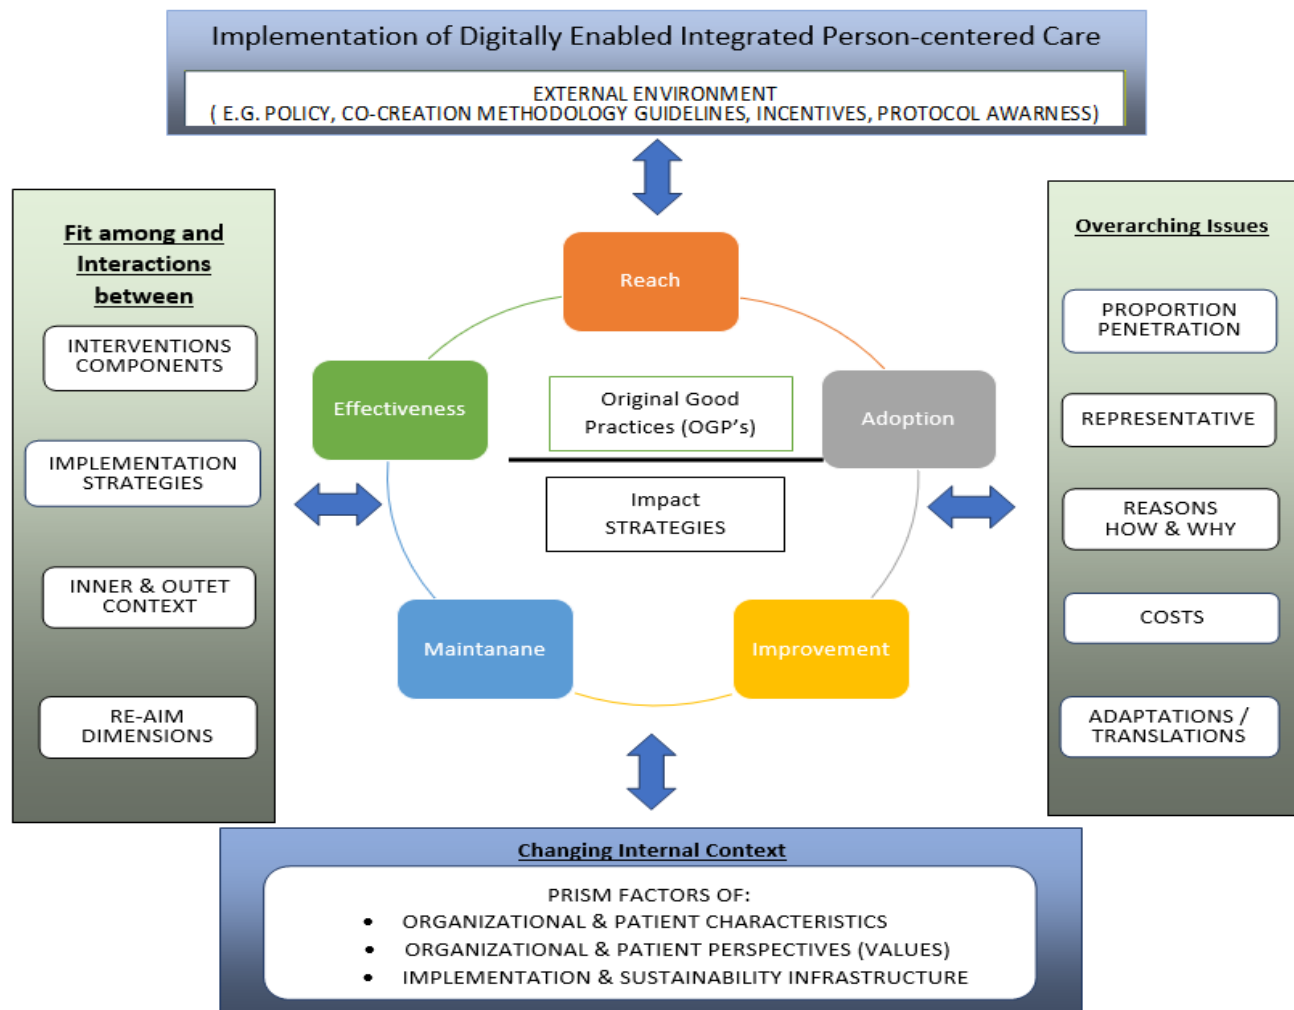 Implementation of Digitally Enabled Integrated Person-centered Care
EXTERNAL ENVIRONMENT
( E.G. POLICY, CO-CREATION METHODOLOGY GUIDELINES, INCENTIVES, PROTOCOL AWARNESS)
Fit among and
Interactions
between
INTERVENTIONS
COMPONENTS
IMPLEMENTATION
STRATEGIES
INNER & OUTET
CONTEXT
RE-AIM
DIMENSIONS
Reach
Effectiveness
Original Good
Practices (OGP's)
Adoption
Impact
STRATEGIES
Maintanane
Improvement
Overarching Issues
PROPORTION
PENETRATION
REPRESENTATIVE
REASONS
HOW & WHY
COSTS
ADAPTATIONS /
TRANSLATIONS
Changing Internal Context
PRISM FACTORS OF:
• ORGANIZATIONAL & PATIENT CHARACTERISTICS
• ORGANIZATIONAL & PATIENT PERSPECTIVES (VALUES)
• IMPLEMENTATION & SUSTAINABILITY INFRASTRUCTURE